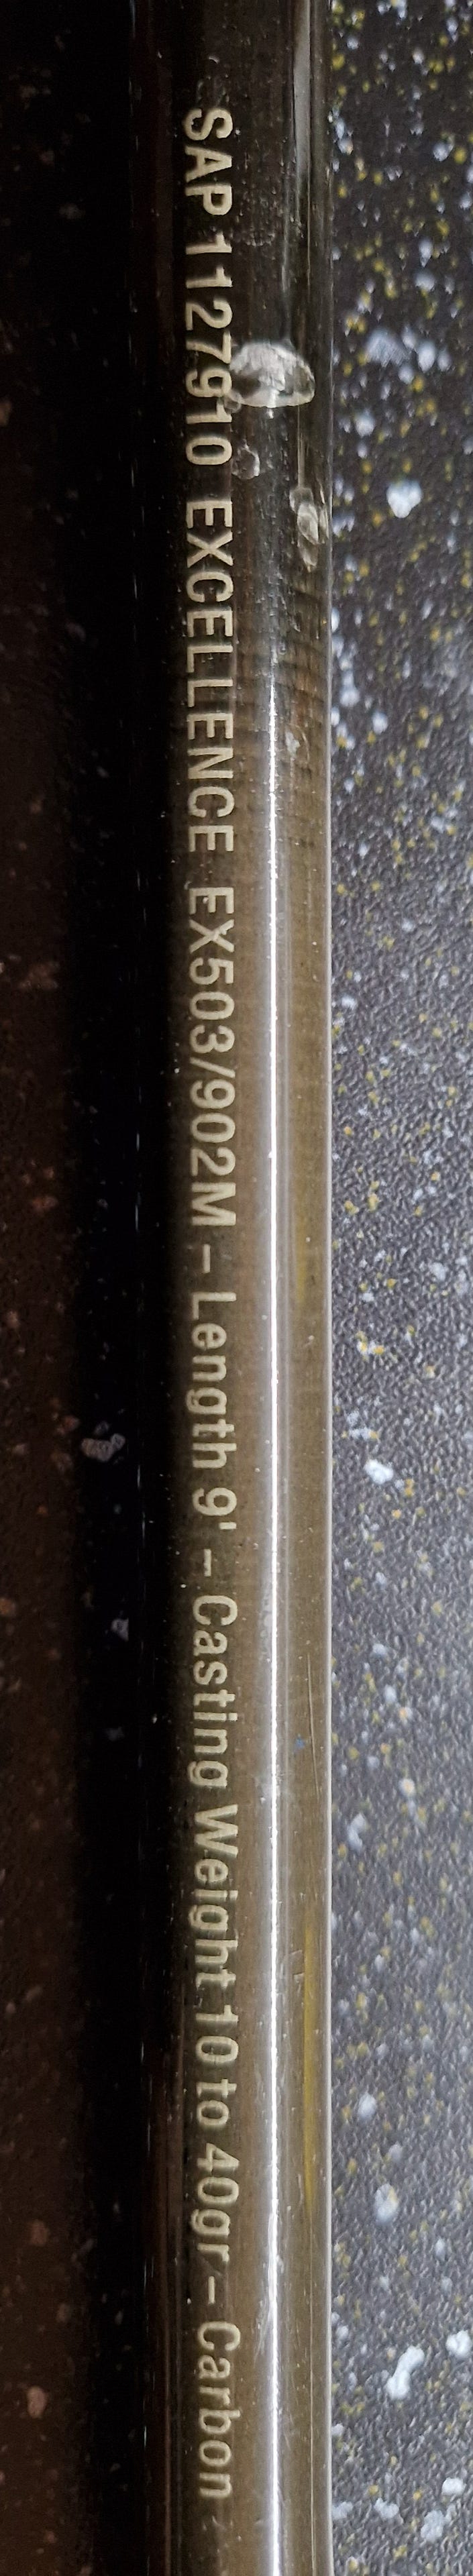 SAP 1127910 EXCELLENCE EX503/902M – Length 9' – Casting Weight 10 to 40gr – Carbon